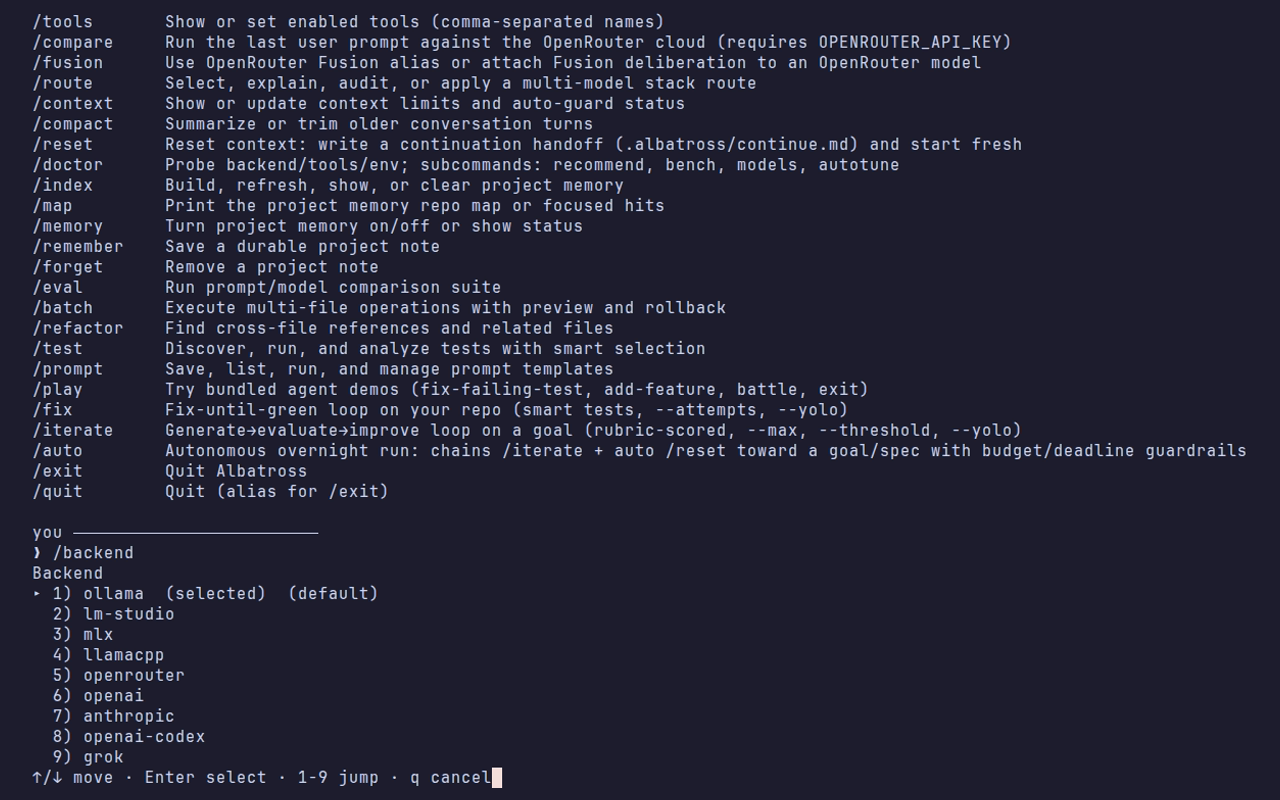 /tools Show or set enabled tools (comma-separated names)
/compare Run the last user prompt against the OpenRouter cloud (requires OPENROUTER_API_KEY)
/fusion Use OpenRouter Fusion alias or attach Fusion deliberation to an OpenRouter model
/route Select, explain, audit, or apply a multi-model stack route
/context Show or update context limits and auto-guard status
/compact Summarize or trim older conversation turns
/reset Reset context: write a continuation handoff (.albatross/continue.md) and start fresh
/doctor Probe backend/tools/env; subcommands: recommend, bench, models, autotune
/index Build, refresh, show, or clear project memory
/map Print the project memory repo map or focused hits
/memory Turn project memory on/off or show status
/remember Save a durable project note
/forget Remove a project note
/eval Run prompt/model comparison suite
/batch Execute multi-file operations with preview and rollback
/refactor Find cross-file references and related files
/test Discover, run, and analyze tests with smart selection
/prompt Save, list, run, and manage prompt templates
/play Try bundled agent demos (fix-failing-test, add-feature, battle, exit)
/fix Fix-until-green loop on your repo (smart tests, --attempts, --yolo)
/iterate Generate→evaluate→improve loop on a goal (rubric-scored, --max, --threshold, --yolo)
/auto Autonomous overnight run: chains /iterate + auto /reset toward a goal/spec with budget/deadline guardrails
/exit Quit Albatross
/quit Quit (alias for /exit)
you ────────────────────────
❱ /backend
Backend
▸ 1) ollama (selected) (default)
2) lm-studio
3) mlx
4) llamacpp
5) openrouter
6) openai
7) anthropic
8) openai-codex
9) grok
↑/↓ move · Enter select · 1-9 jump · q cancel